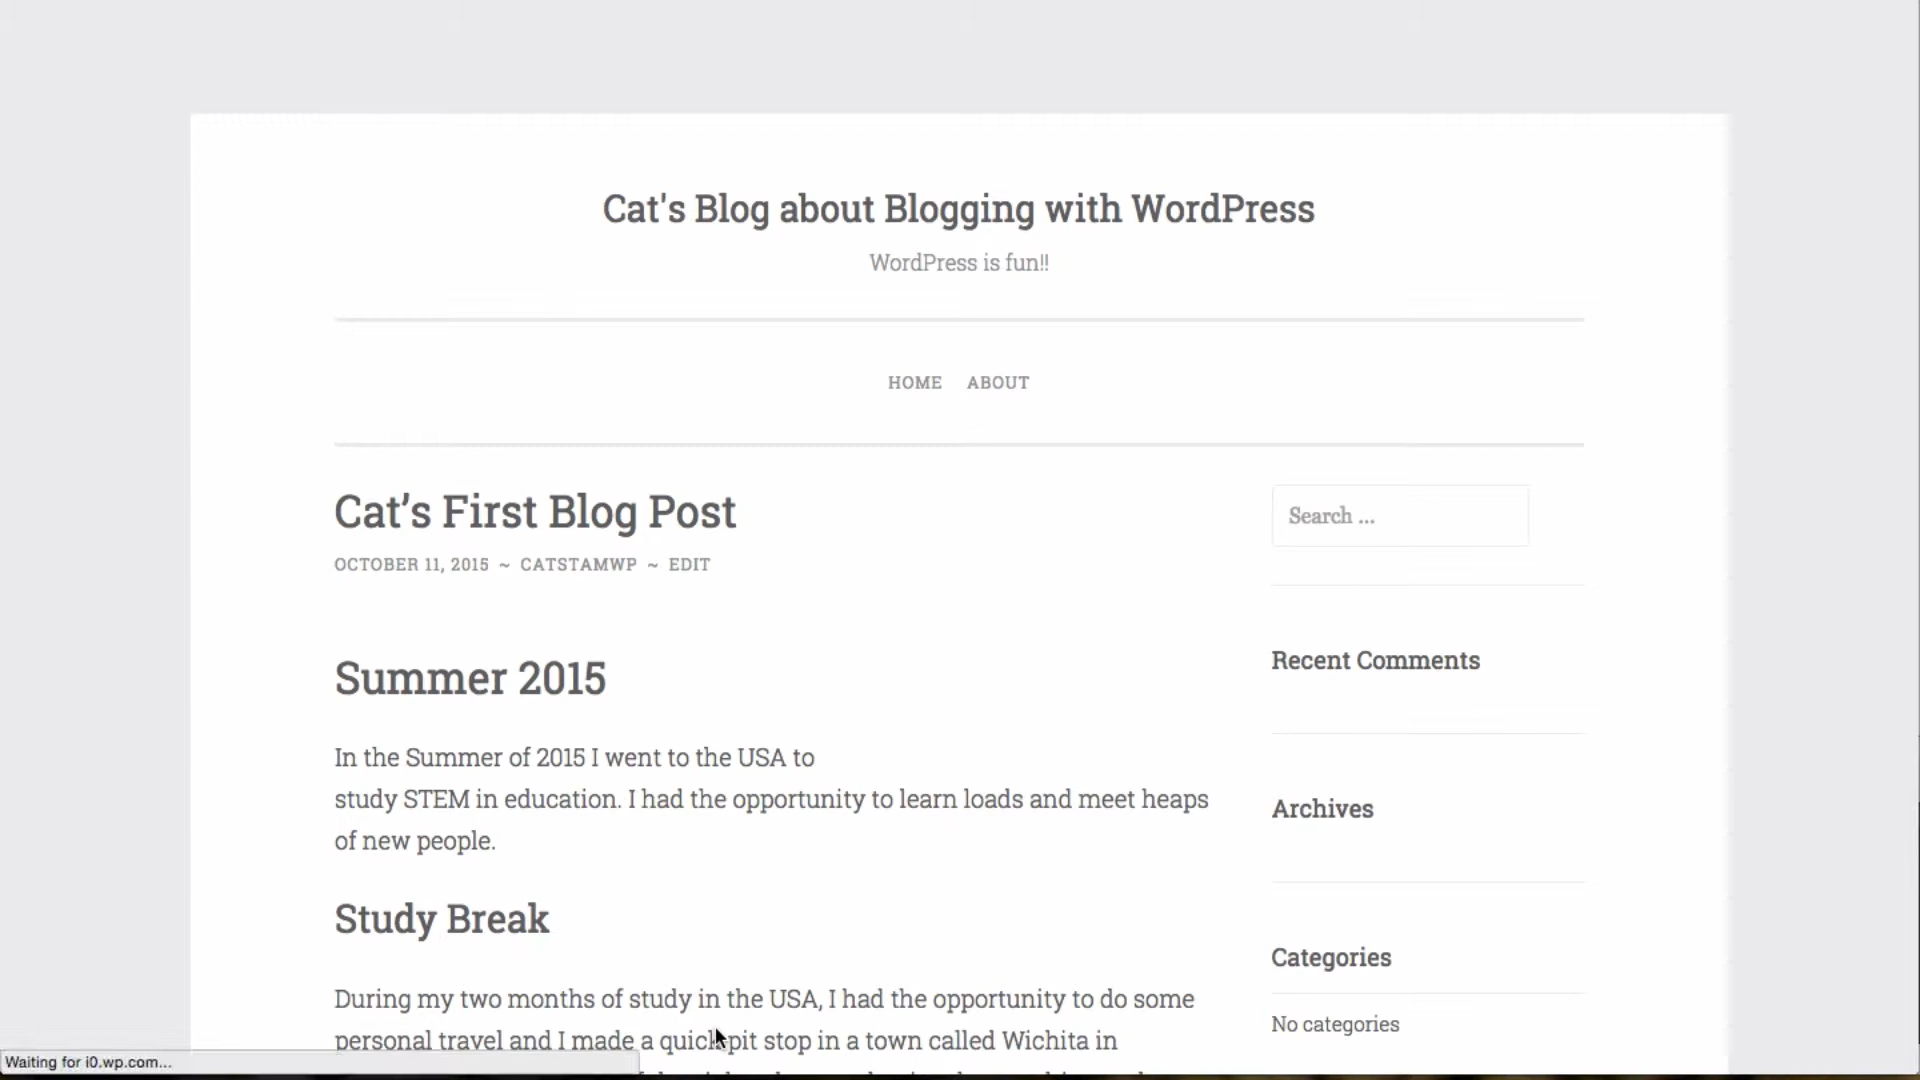 Cat's Blog about Blogging with WordPress
WordPress is fun!!
HOME ABOUT
Cat’s First Blog Post
OCTOBER 11, 2015 ~ CATSTAMWP ~ EDIT
Summer 2015
In the Summer of 2015 I went to the USA to
study STEM in education. I had the opportunity to learn loads and meet heaps
of new people.
Study Break
During my two months of study in the USA, I had the opportunity to do some
personal travel and I made a quick pit stop in a town called Wichita in
Search ...
Recent Comments
Archives
Categories
No categories
Waiting for i0.wp.com...